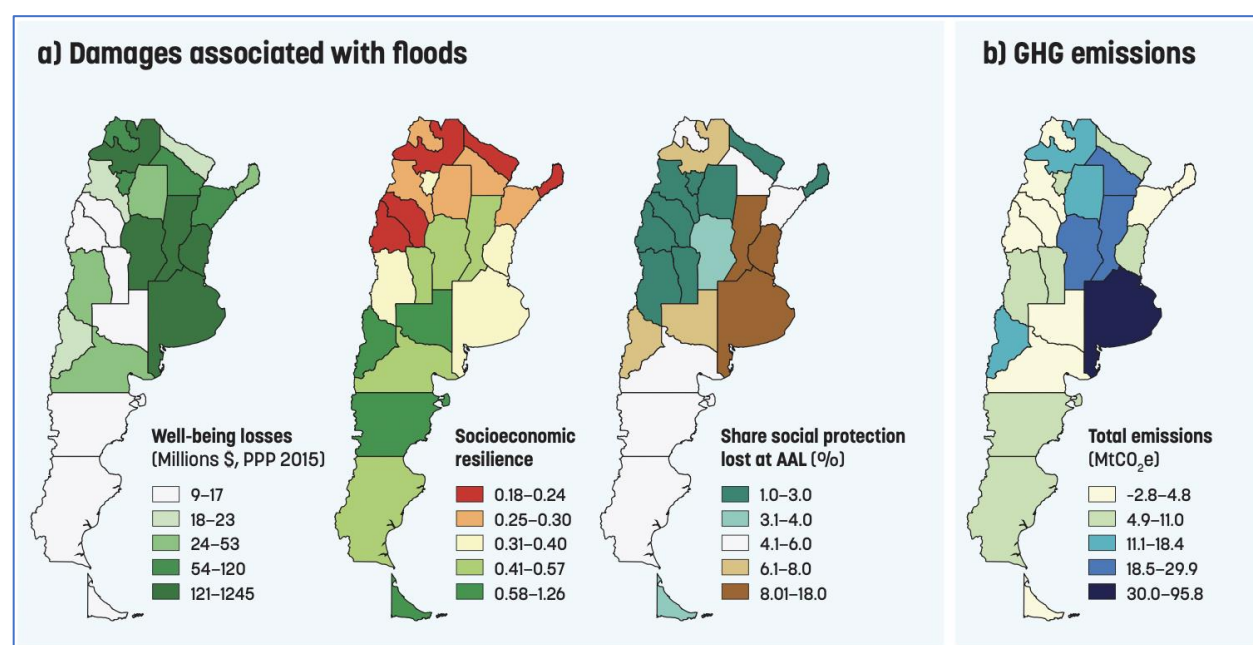 a) Damages associated with floods
b) GHG emissions
Well-being losses
(Millions $, PPP 2015)
9–17
18–23
24–53
54–120
121–1245
Socioeconomic
resilience
0.18–0.24
0.25–0.30
0.31–0.40
0.41–0.57
0.58–1.26
Share social protection
lost at AAL (%)
1.0–3.0
3.1–4.0
4.1–6.0
6.1–8.0
8.01–18.0
Total emissions
(MtCO₂e)
-2.8–4.8
4.9–11.0
11.1–18.4
18.5–29.9
30.0–95.8